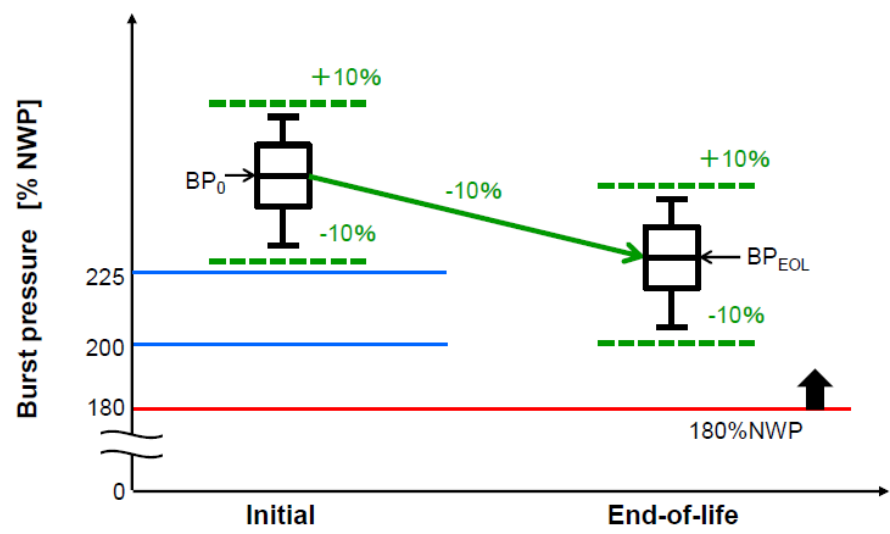 Burst pressure [% NWP]
+10%
BP0
-10%
-10%
+10%
BPEOL
-10%
225
200
180
180%NWP
0
Initial
End-of-life